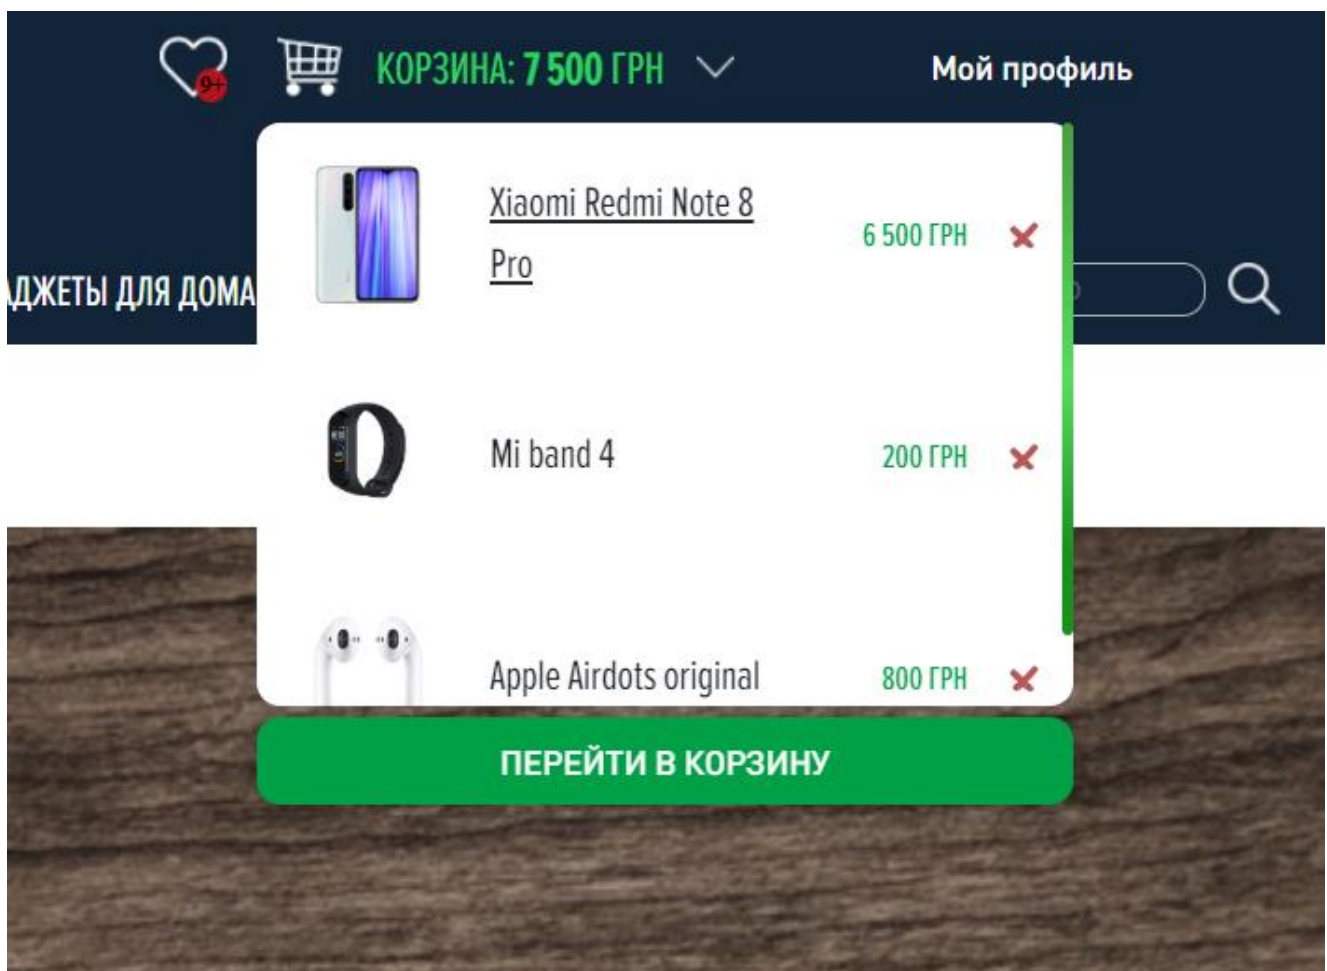 9+
КОРЗИНА: 7 500 ГРН
Мой профиль
Xiaomi Redmi Note 8
Pro
6 500 ГРН
ДЖЕТЫ ДЛЯ ДОМА
Mi band 4
200 ГРН
Apple Airdots original
800 ГРН
ПЕРЕЙТИ В КОРЗИНУ